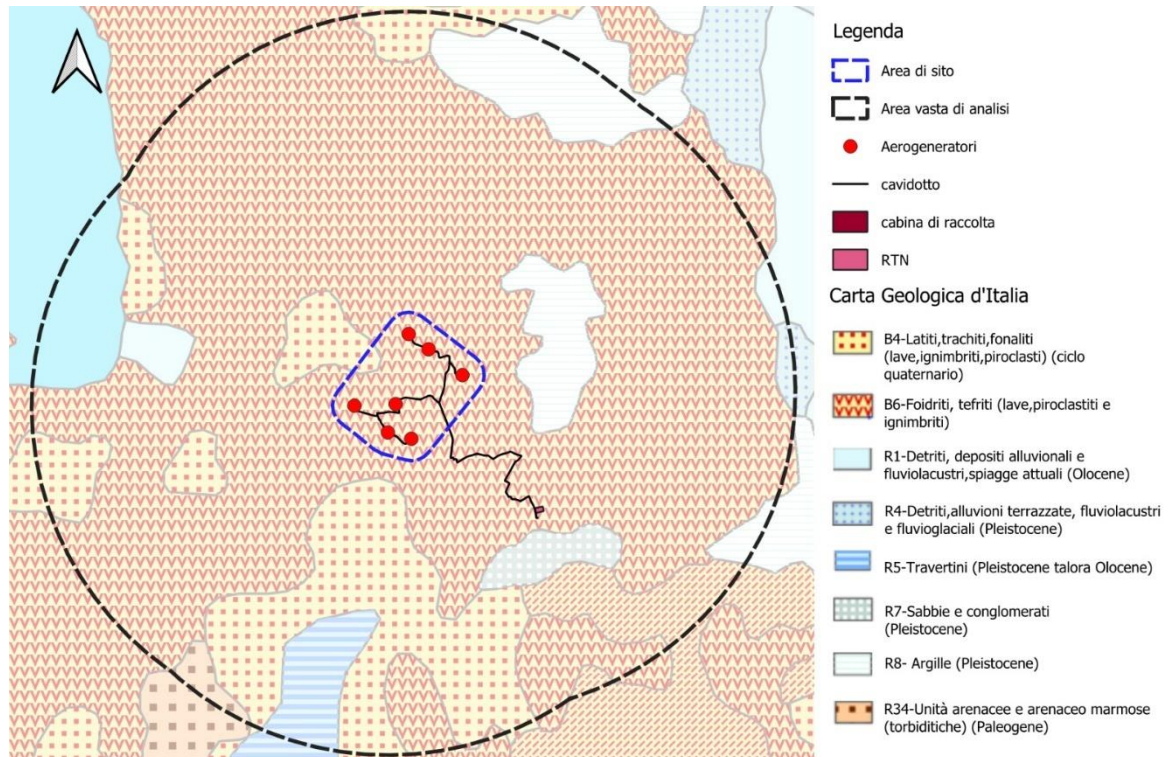 Legenda
Area di sito
Area vasta di analisi
Aerogeneratori
cavidotto
cabina di raccolta
RTN
Carta Geologica d'Italia
B4-Latiti,trachiti,fonaliti
(lave,ignimbriti,piroclasti) (ciclo
quaternario)
B6-Foidriti, tefriti (lave,piroclastiti e
ignimbriti)
R1-Detriti, depositi alluvionali e
fluviolacustri,spiagge attuali (Olocene)
R4-Detriti,alluvioni terrazzate, fluviolacustri
e fluvioglaciali (Pleistocene)
R5-Travertini (Pleistocene talora Olocene)
R7-Sabbie e conglomerati
(Pleistocene)
R8- Argille (Pleistocene)
R34-Unità arenacee e arenaceo marmose
(torbiditiche) (Paleogene)